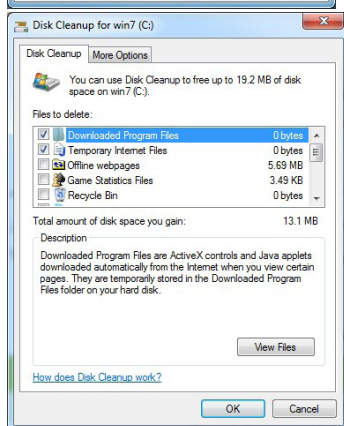 Disk Cleanup for win7 (C:)
Disk Cleanup
More Options
You can use Disk Cleanup to free up to 19.2 MB of disk
space on win7 (C:).
Files to delete:
Downloaded Program Files 0 bytes
Temporary Internet Files 0 bytes
Offline webpages 5.69 MB
Game Statistics Files 3.49 KB
Recycle Bin 0 bytes
Total amount of disk space you gain: 13.1 MB
Description
Downloaded Program Files are ActiveX controls and Java applets
downloaded automatically from the Internet when you view certain
pages. They are temporarily stored in the Downloaded Program
Files folder on your hard disk.
View Files
How does Disk Cleanup work?
OK Cancel